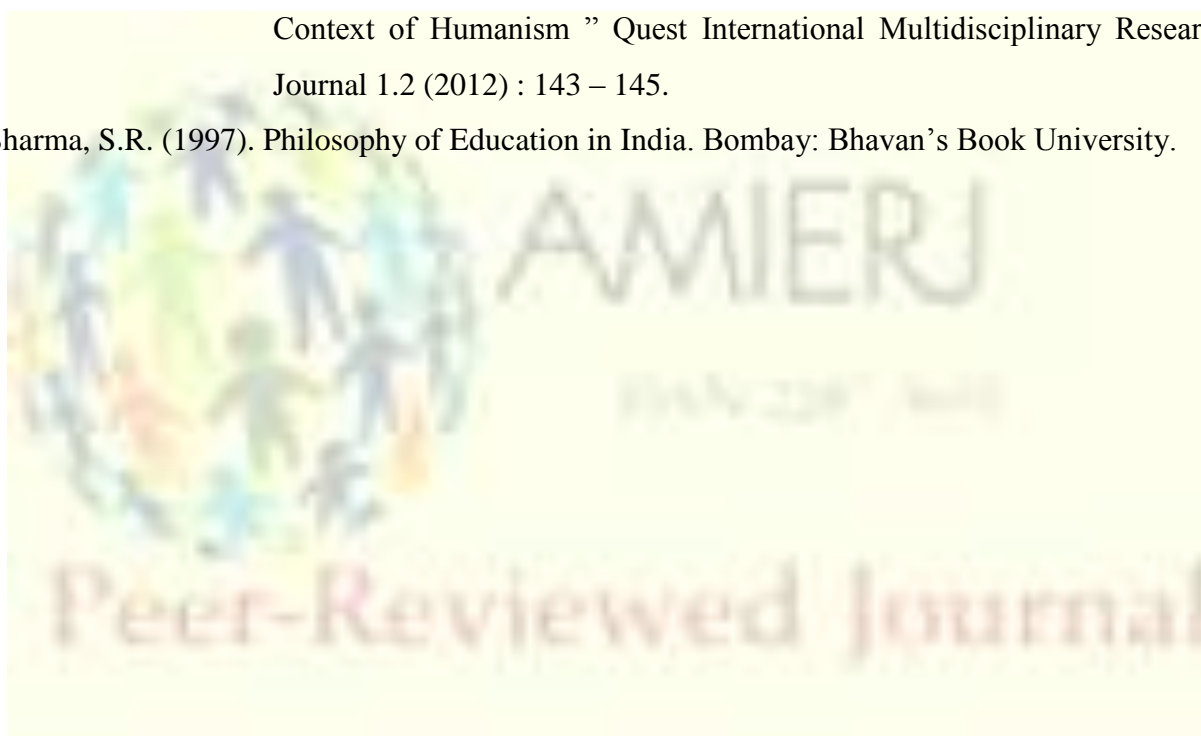 Context of Humanism ” Quest International Multidisciplinary Resear
Journal 1.2 (2012) : 143 – 145.
harma, S.R. (1997). Philosophy of Education in India. Bombay: Bhavan’s Book University.
AMIERJ
Peer-Reviewed Journal